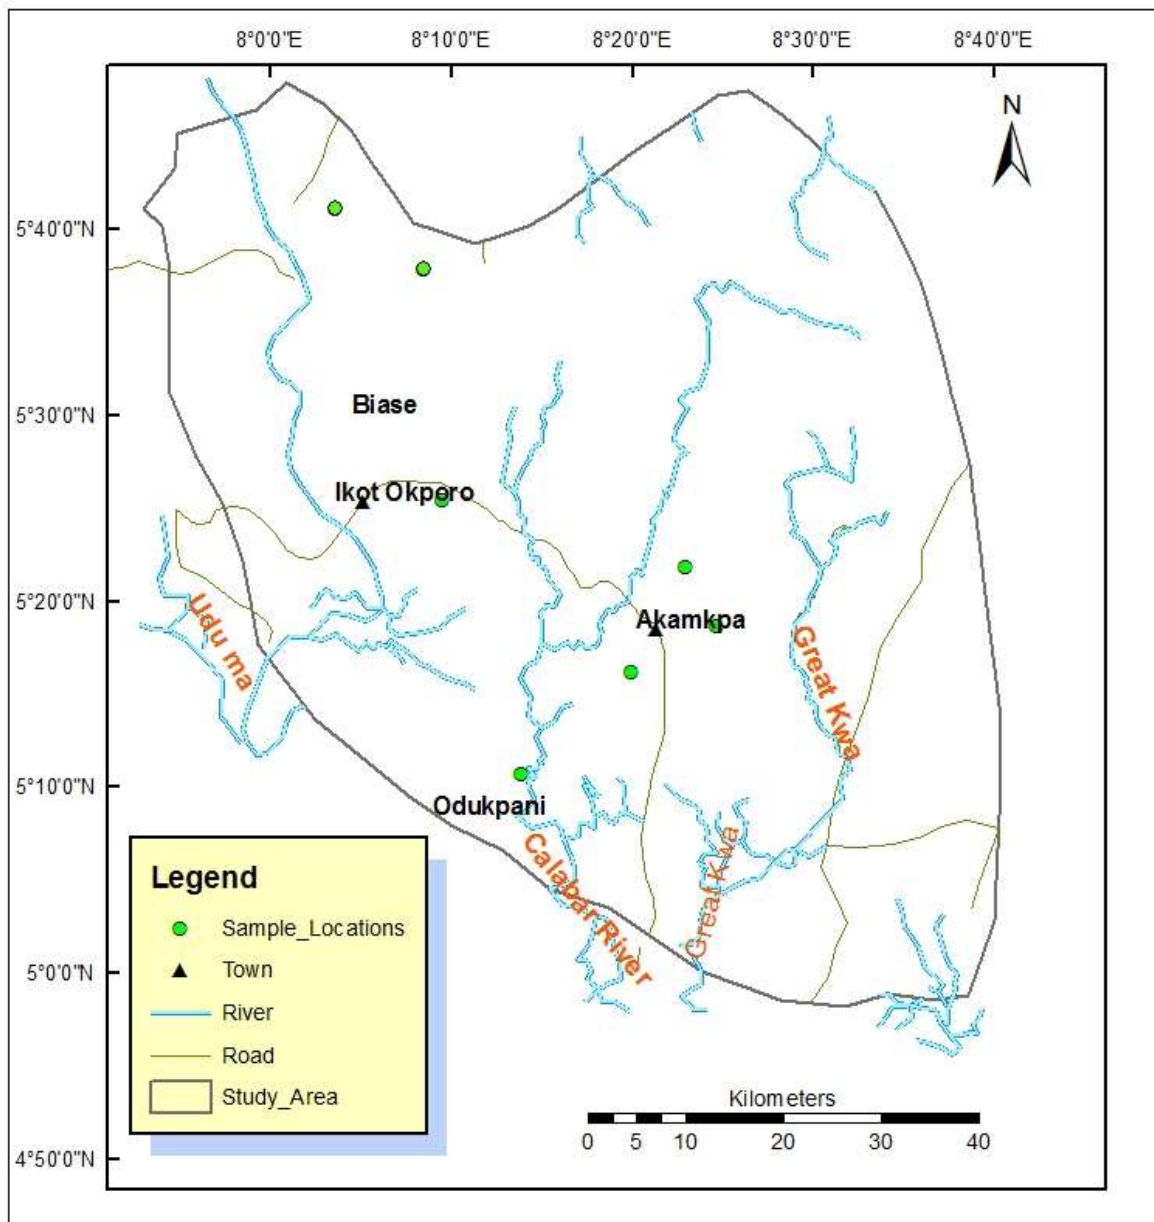 8°0'0"E 8°10'0"E 8°20'0"E 8°30'0"E 8°40'0"E
N
5°40'0"N
5°30'0"N
5°20'0"N
5°10'0"N
5°0'0"N
4°50'0"N
Biase
Ikot Okporo
Akamkpa
Udu ma
Great Kwa
Odukpani
Calabar River
Great Kwa
Legend
Sample_Locations
Town
River
Road
Study_Area
Kilometers
0 5 10 20 30 40